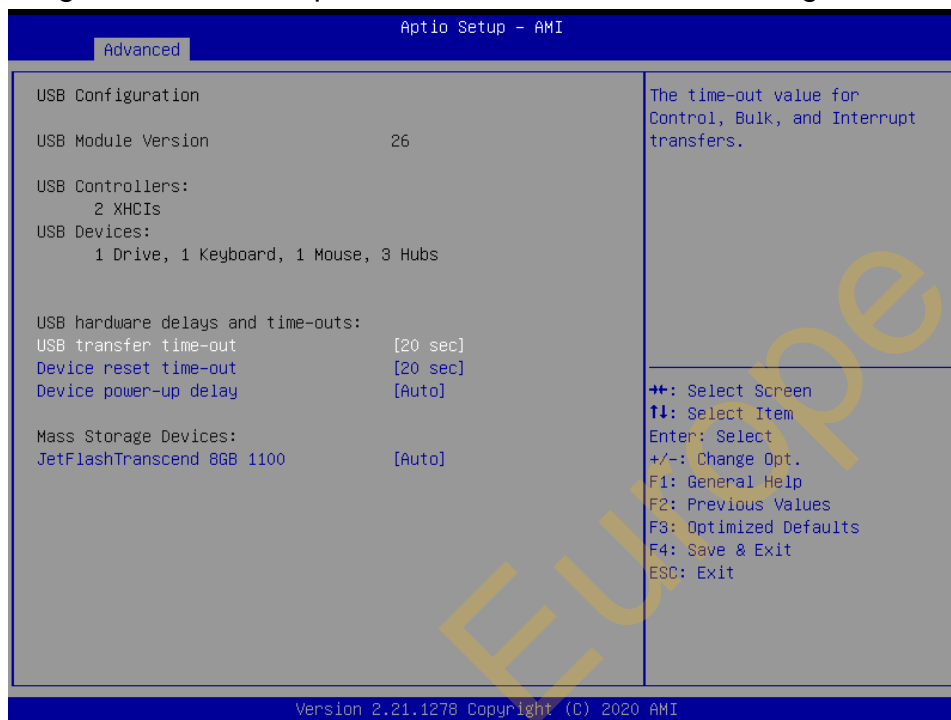 Aptio Setup - AMI
Advanced
USB Configuration
USB Module Version 26
USB Controllers:
2 XHCIs
USB Devices:
1 Drive, 1 Keyboard, 1 Mouse, 3 Hubs
USB hardware delays and time-outs:
USB transfer time-out [20 sec]
Device reset time-out [20 sec]
Device power-up delay [Auto]
Mass Storage Devices:
JetFlashTranscend 8GB 1100 [Auto]
The time-out value for
Control, Bulk, and Interrupt
transfers.
→←: Select Screen
↑↓: Select Item
Enter: Select
+/-: Change Opt.
F1: General Help
F2: Previous Values
F3: Optimized Defaults
F4: Save & Exit
ESC: Exit
Version 2.21.1278 Copyright (C) 2020 AMI
Europe